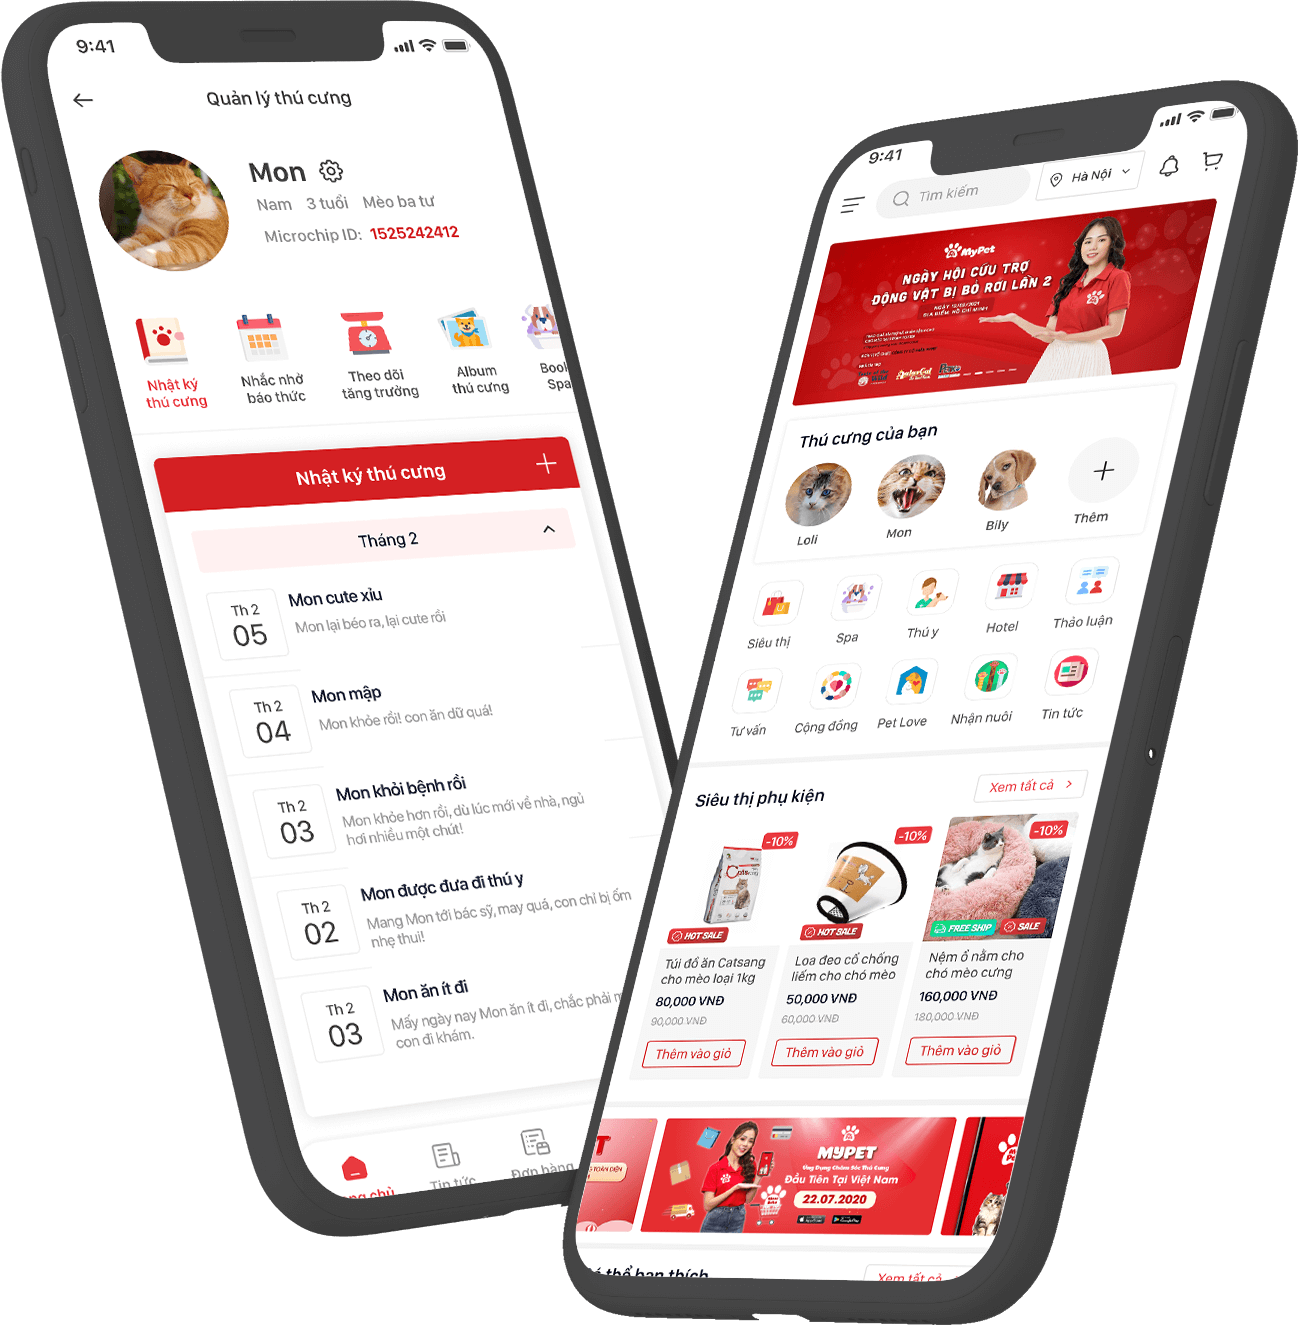 9:41
Quản lý thú cưng
Mon
Nam 3 tuổi Mèo ba tư
Microchip ID: 1525242412
Nhật ký
thú cưng
Nhắc nhở
báo thức
Theo dõi
tăng trường
Album
thú cưng
Book
Spa
Nhật ký thú cưng
Tháng 2
Th 2
05
Mon cute xỉu
Mon lại béo ra, lại cute rồi
Th 2
04
Mon mập
Mon khỏe rồi! con ăn dữ quá!
Th 2
03
Mon khỏi bệnh rồi
Mon khỏe hơn rồi, dù lúc mới về nhà, ngủ
hơi nhiều một chút!
Th 2
02
Mon được đưa đi thú y
Mang Mon tới bác sỹ, may quá, con chỉ bị ốm
nhẹ thui!
Th 2
03
Mon ăn ít đi
Mấy ngày nay Mon ăn ít đi, chắc phải
con đi khám.
Tin tức
Đơn hàng
9:41
Tìm kiếm
Hà Nội
MyPet
NGÀY HỘI CỨU TRỢ
ĐỘNG VẬT BỊ BỎ RƠI LẦN 2
Thú cưng của bạn
Loli
Mon
Bily
Thêm
Siêu thị
Spa
Thú y
Hotel
Thảo luận
Tư vấn
Cộng đồng
Pet Love
Nhận nuôi
Tin tức
Siêu thị phụ kiện
Xem tất cả
-10%
-10%
-10%
HOT SALE
HOT SALE
FREE SHIP
SALE
Túi đồ ăn Catsang
cho mèo loại 1kg
80,000 VNĐ
90,000 VNĐ
Thêm vào giỏ
Loa đeo cổ chống
liếm cho chó mèo
50,000 VNĐ
60,000 VNĐ
Thêm vào giỏ
Nệm ổ nằm cho
chó mèo cưng
160,000 VNĐ
180,000 VNĐ
Thêm vào giỏ
MYPET
Ứng Dụng Chăm Sóc Thú Cưng
Đầu Tiên Tại Việt Nam
22.07.2020
Xem tất cả